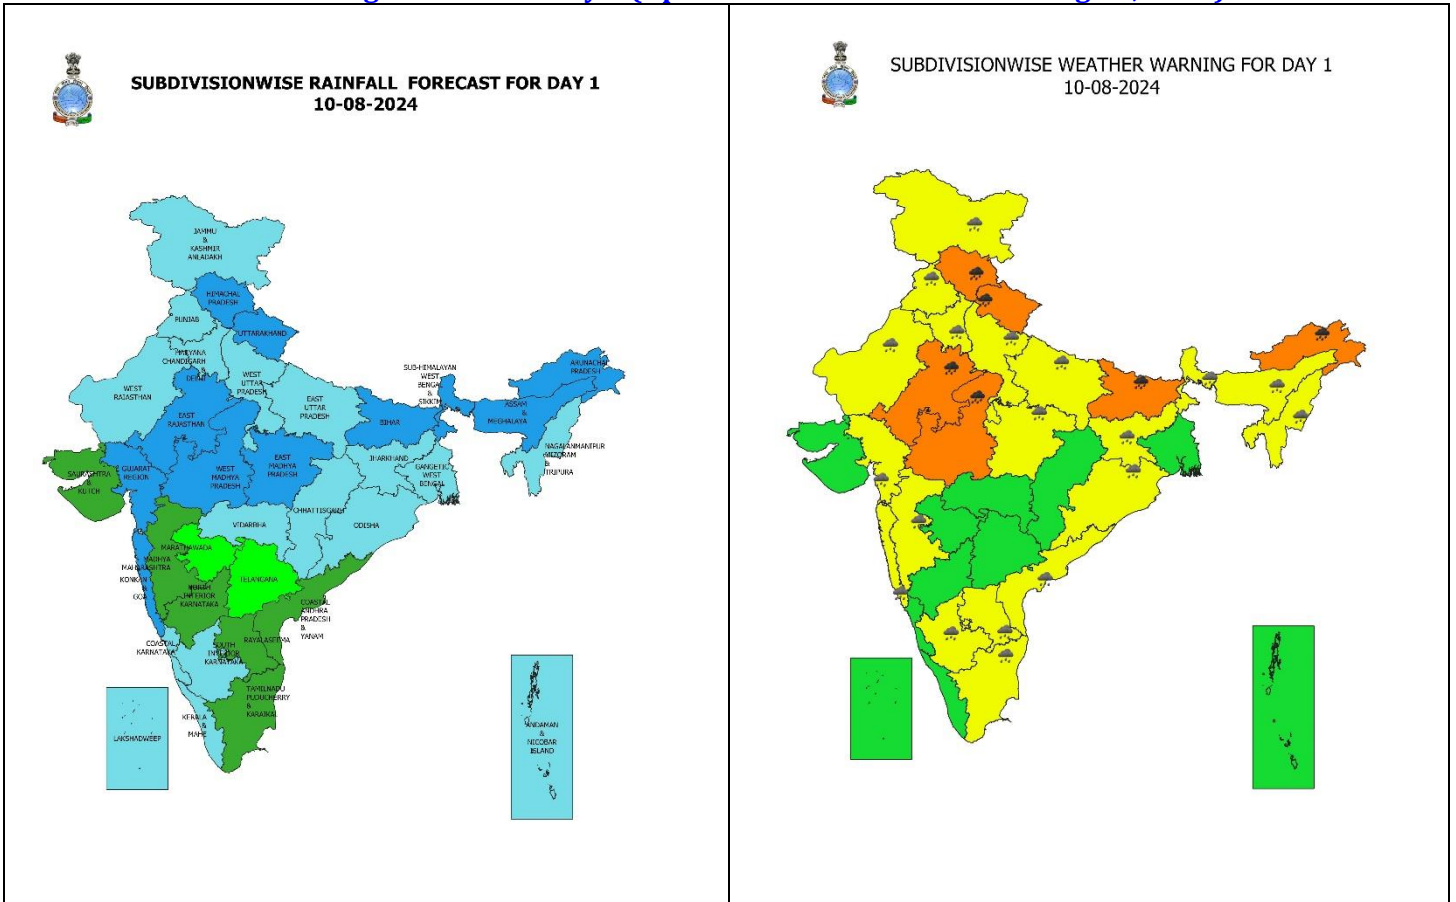 SUBDIVISIONWISE RAINFALL FORECAST FOR DAY 1
10-08-2024
JAMMU
&
KASHMIR
ANLADAKH
HIMACHAL
PRADESH
PUNJAB
UTTARAKHAND
HARYANA
CHANDIGARH
&
DELHI
WEST
UTTAR
PRADESH
WEST
RAJASTHAN
EAST
UTTAR
PRADESH
SUB-HIMALAYAN
WEST
BENGAL
&
SIKKIM
ARUNACHAL
PRADESH
ASSAM
&
MEGHALAYA
EAST
RAJASTHAN
BIHAR
NAGALANMANIPUR
MIZORAM
&
TRIPURA
JHARKHAND
GANGETIC
WEST
BENGAL
SAURASHTRA
&
KUTCH
GUJARAT
REGION
WEST
MADHYA
PRADESH
EAST
MADHYA
PRADESH
CHHATTISGARH
ODISHA
VIDARBHA
MARATHAWADA
MADHYA
MAHARASHTRA
KONKAN
&
GOA
TELANGANA
NORTH
INTERIOR
KARNATAKA
COASTAL
ANDHRA
PRADESH
&
YANAM
COASTAL
KARNATAKA
SOUTH
INTERIOR
KARNATAKA
RAYALASEEMA
TAMILNADU
PUDUCHERRY
&
KARAIKAL
KERALA
&
MAHE
LAKSHADWEEP
ANDAMAN
&
NICOBAR
ISLAND
SUBDIVISIONWISE WEATHER WARNING FOR DAY 1
10-08-2024